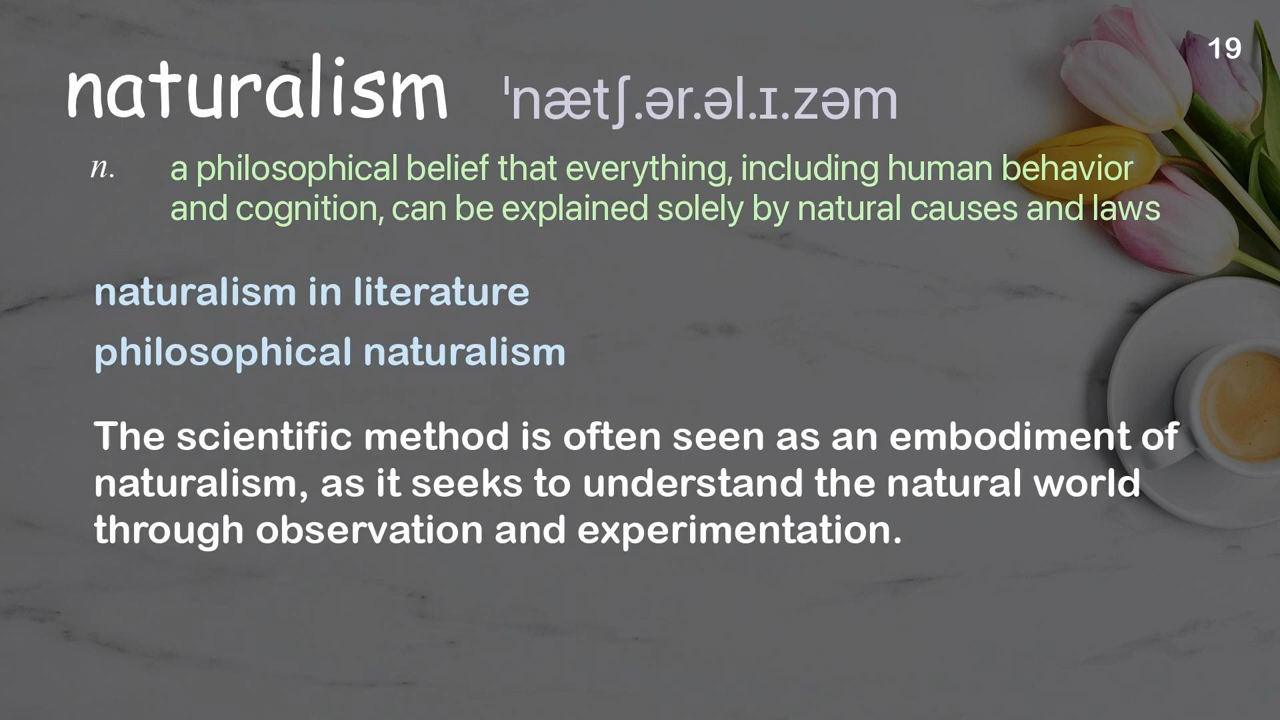 19
naturalism ˈnætʃ.ər.əl.ɪ.zəm
n. a philosophical belief that everything, including human behavior
and cognition, can be explained solely by natural causes and laws
naturalism in literature
philosophical naturalism
The scientific method is often seen as an embodiment of
naturalism, as it seeks to understand the natural world
through observation and experimentation.